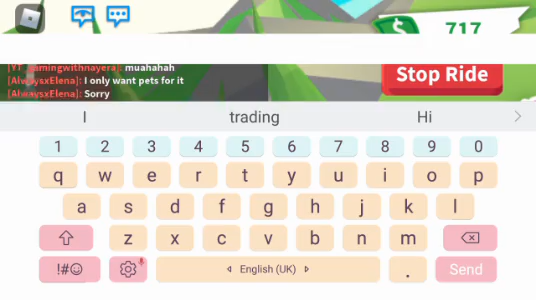 717
[YT_gamingwithnayera]: muahahah
[AlwaysxElena]: I only want pets for it
[AlwaysxElena]: Sorry
Stop Ride
I trading Hi
1 2 3 4 5 6 7 8 9 0
q w e r t y u i o p
a s d f g h j k l
z x c v b n m
!#☺ English (UK) . Send